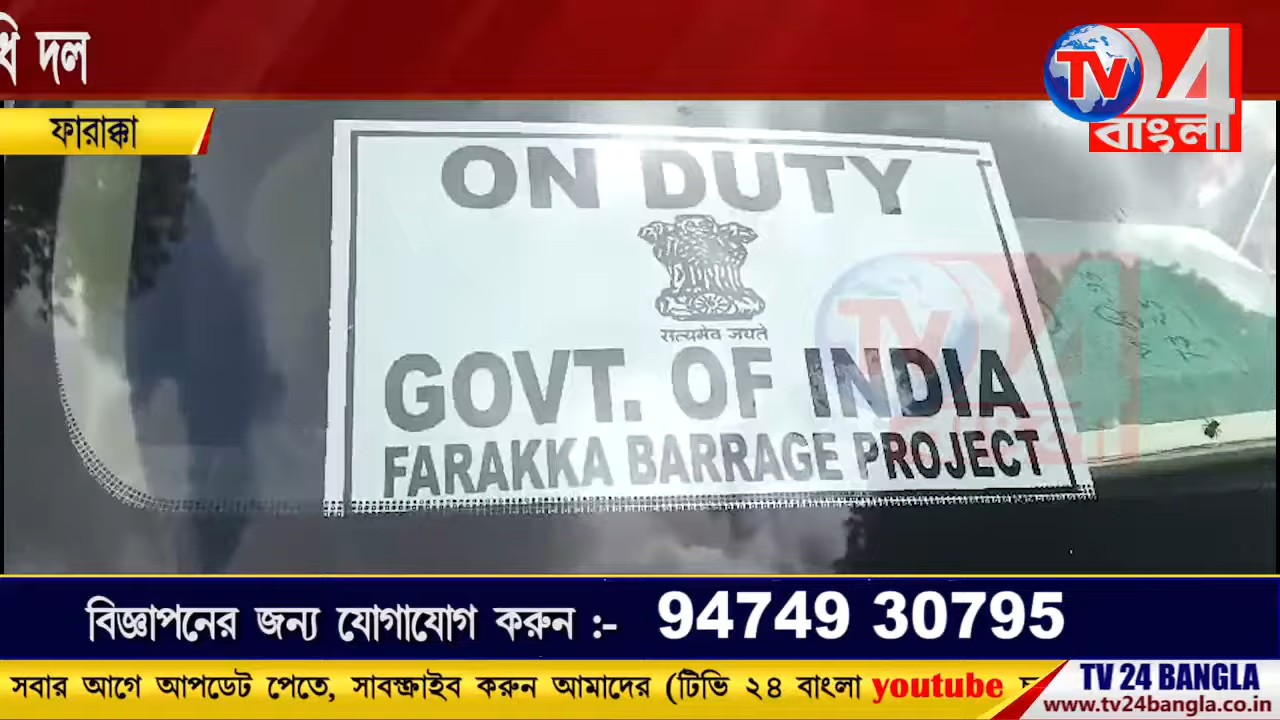 দল
TV 24
বাংলা
ফারাক্কা
ON DUTY
सत्यमेव जयते
GOVT. OF INDIA
FARAKKA BARRAGE PROJECT
বিজ্ঞাপনের জন্য যোগাযোগ করুন :- 94749 30795
সবার আগে আপডেট পেতে, সাবস্ক্রাইব করুন আমাদের (টিভি ২৪ বাংলা youtube
TV 24 BANGLA
www.tv24bangla.co.in